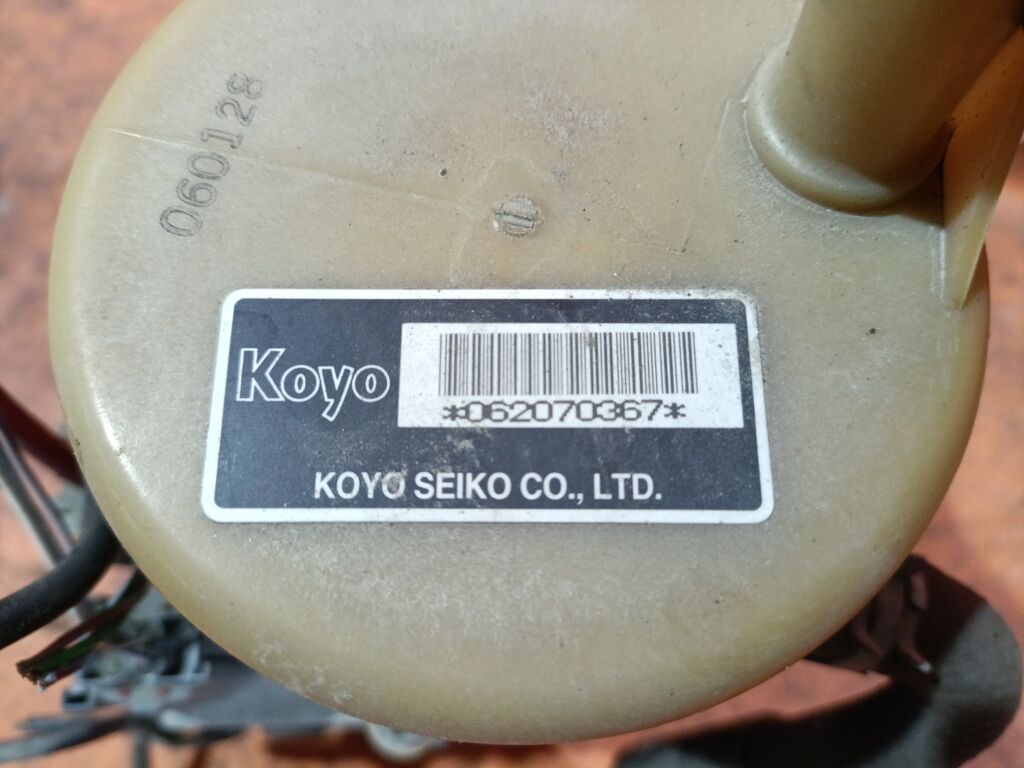 060128
Koyo
*062070367*
KOYO SEIKO CO., LTD.